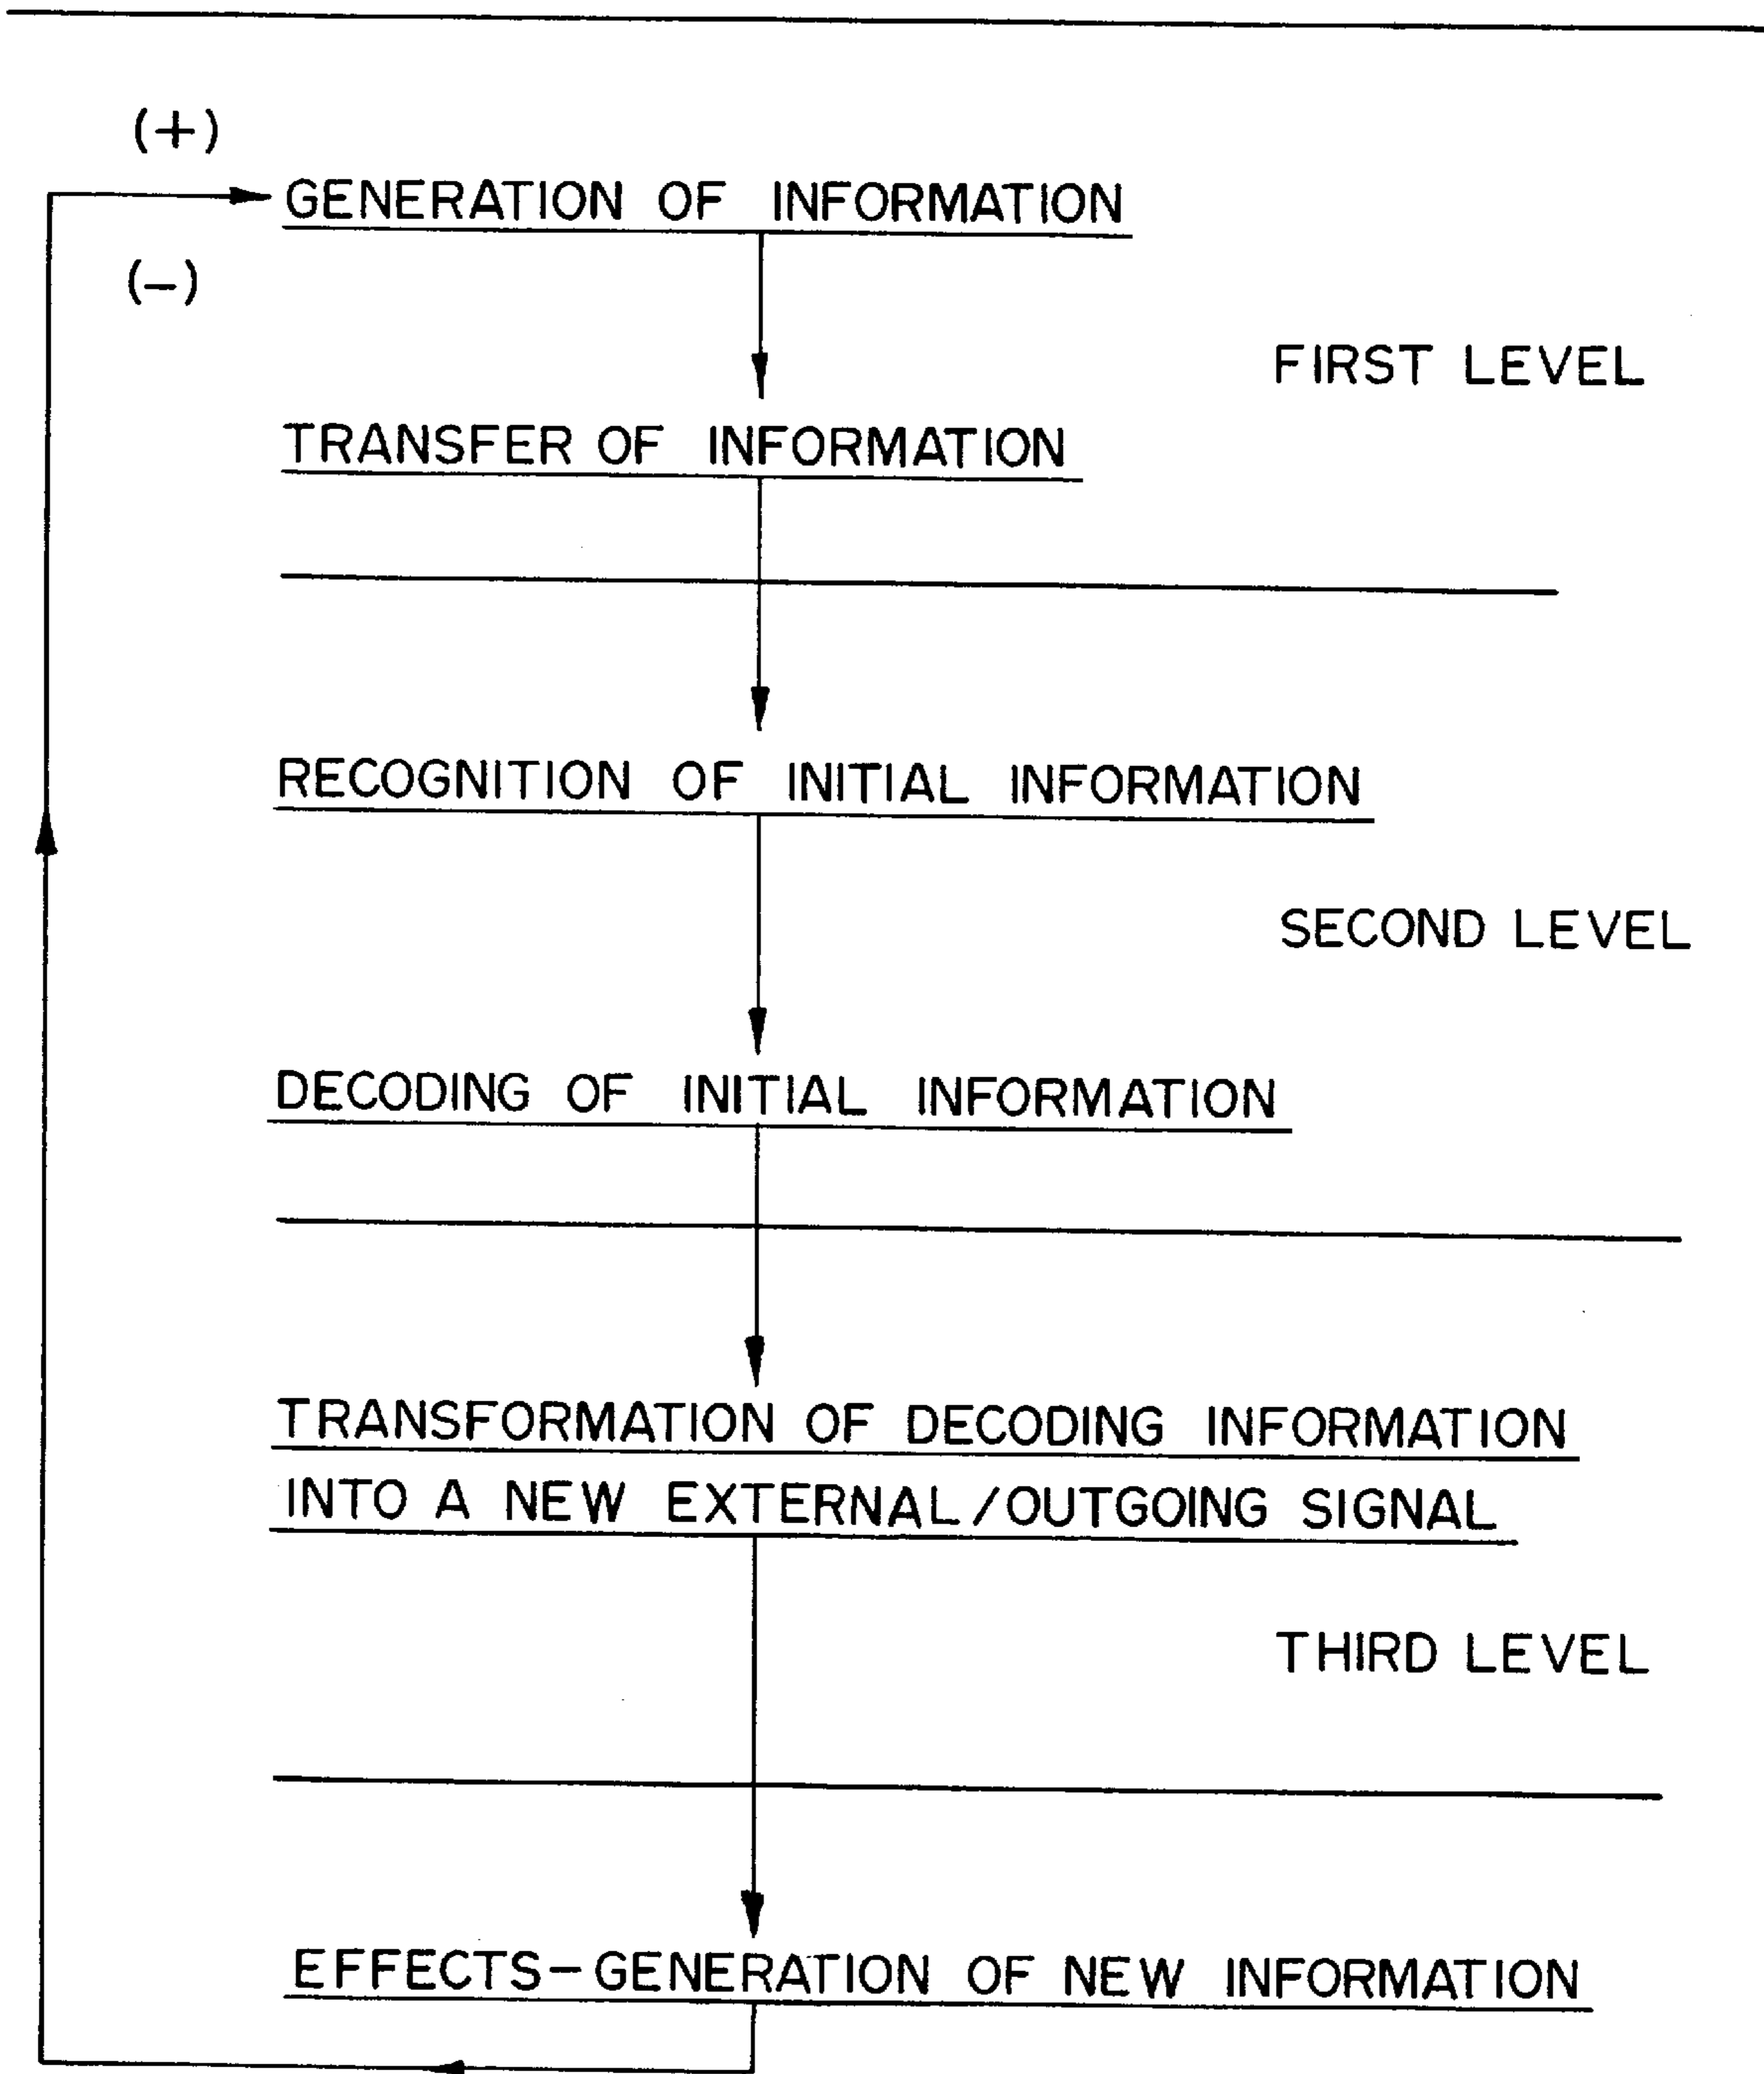 (+)
GENERATION OF INFORMATION
(-)
FIRST LEVEL
TRANSFER OF INFORMATION
RECOGNITION OF INITIAL INFORMATION
SECOND LEVEL
DECODING OF INITIAL INFORMATION
TRANSFORMATION OF DECODING INFORMATION
INTO A NEW EXTERNAL/OUTGOING SIGNAL
THIRD LEVEL
EFFECTS-GENERATION OF NEW INFORMATION